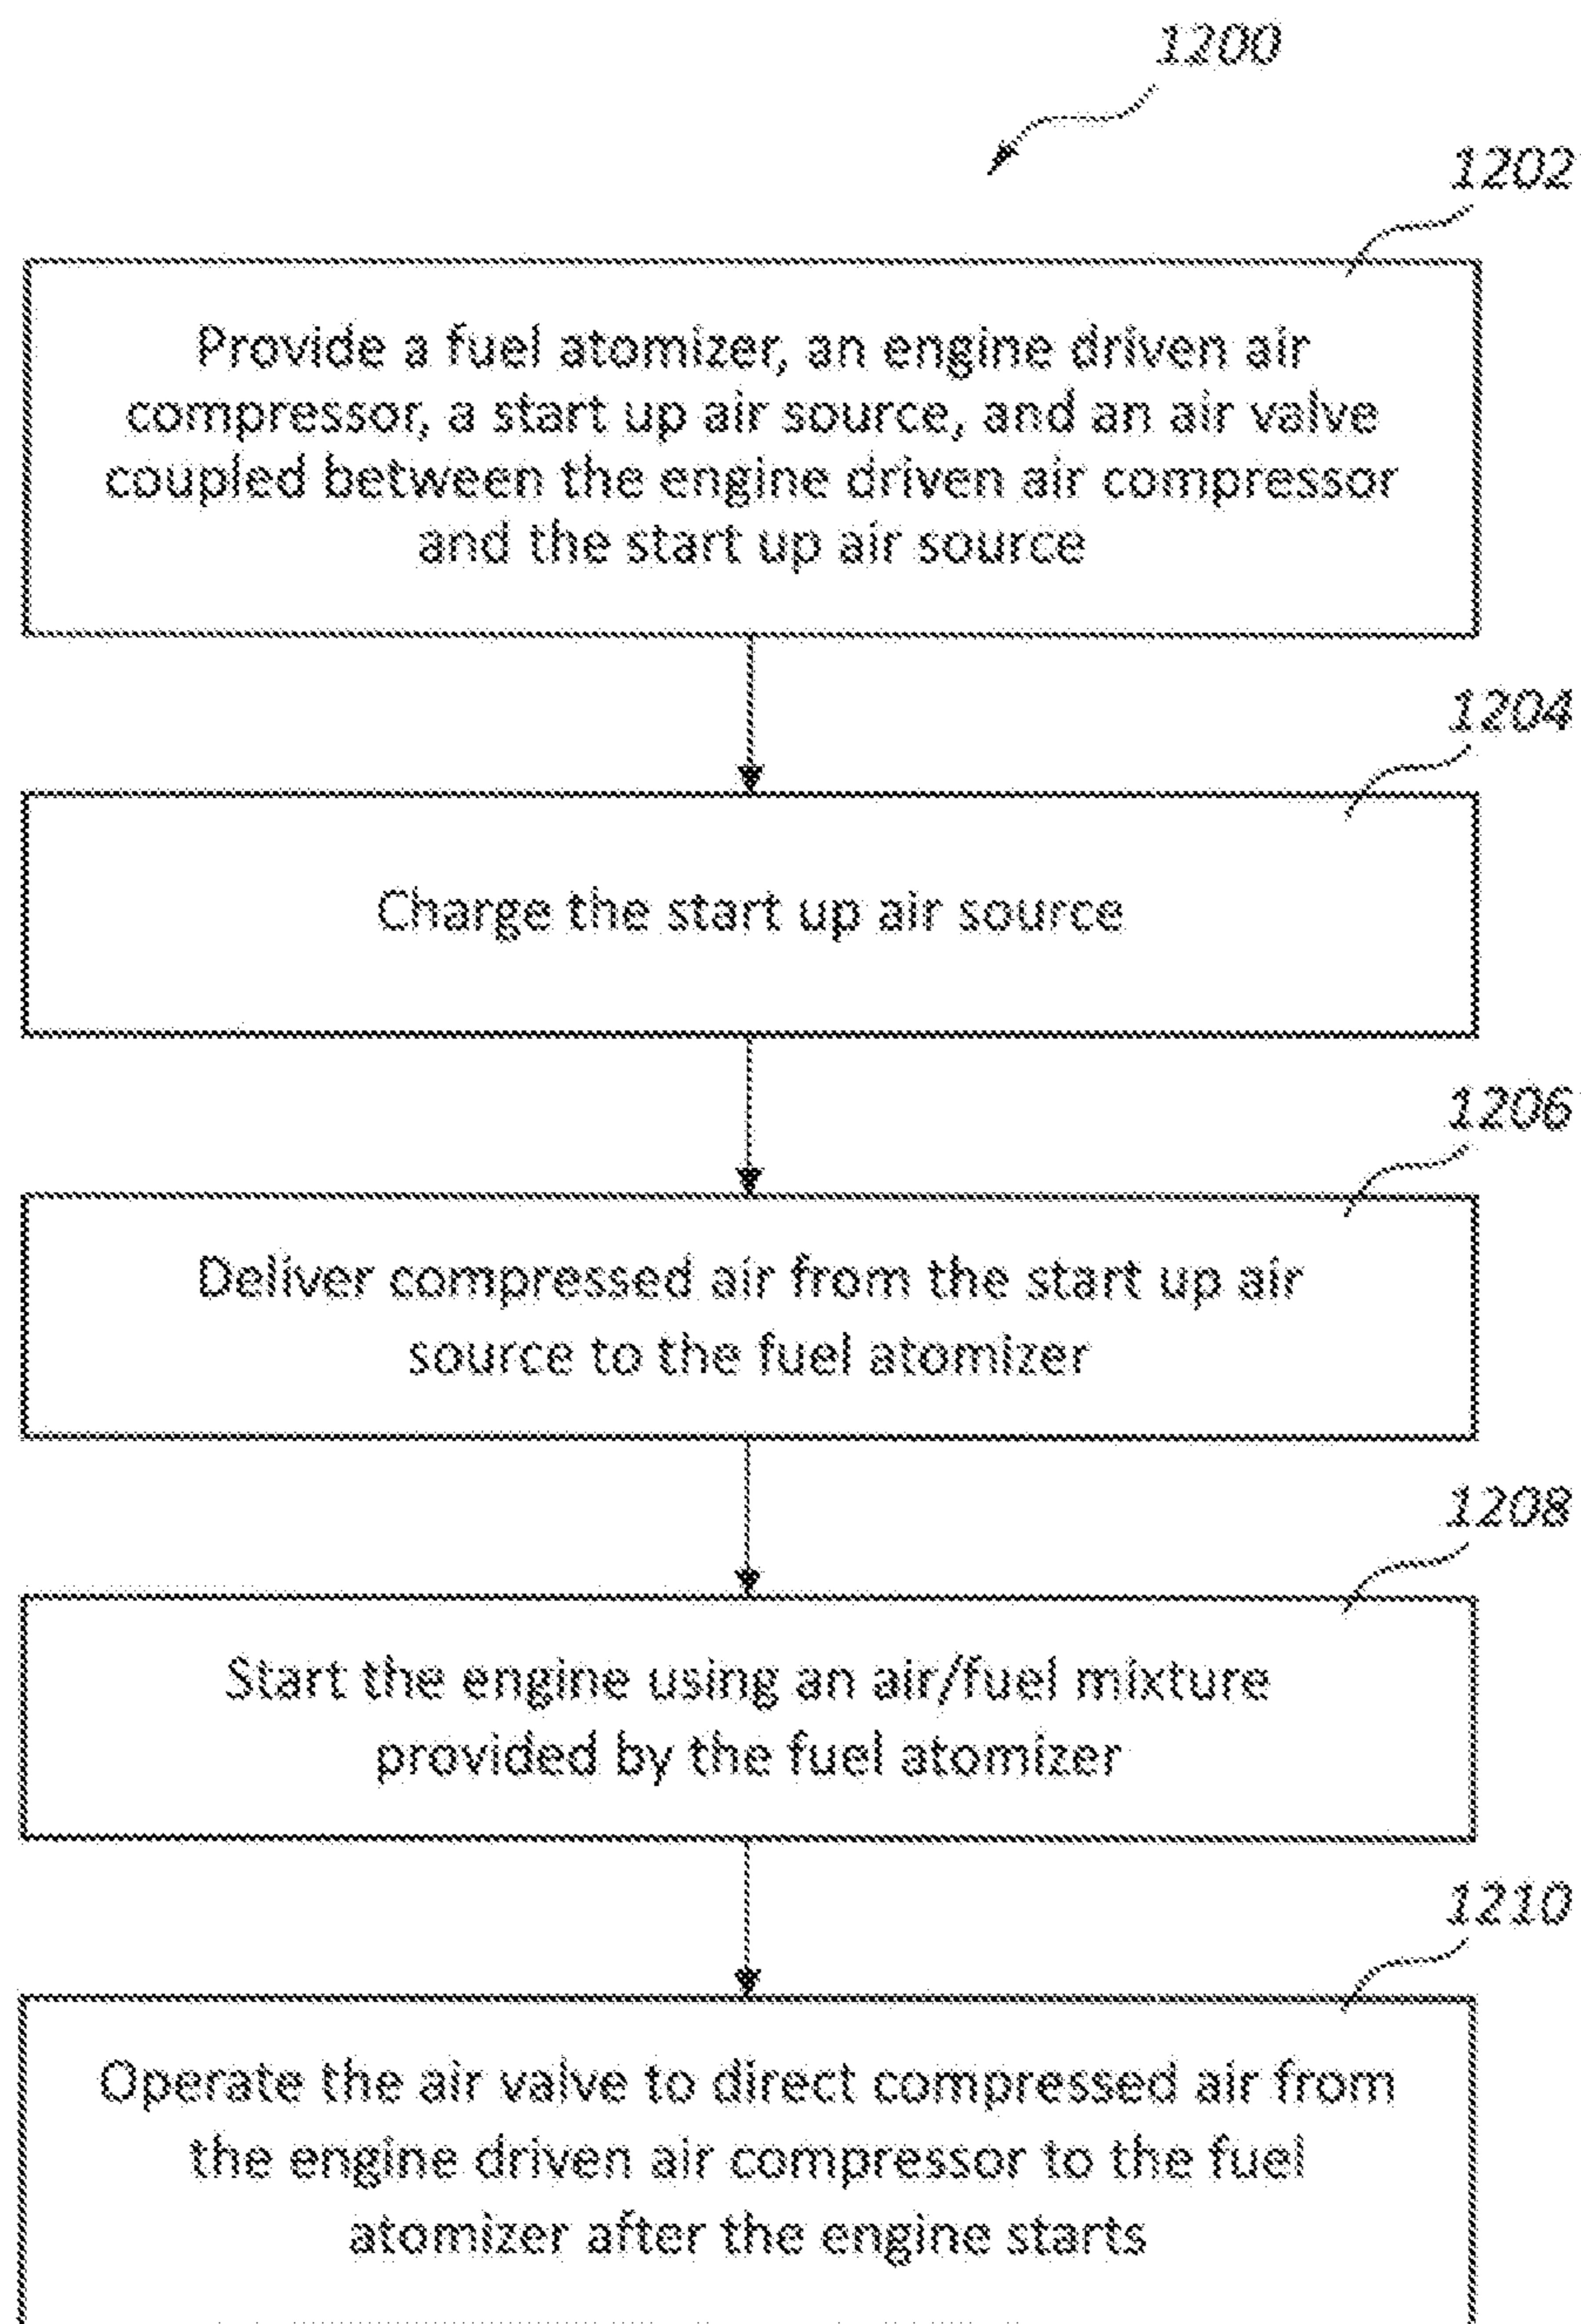 1200
1202
Provide a fuel atomizer, an engine driven air
compressor, a start up air source, and an air valve
coupled between the engine driven air compressor
and the start up air source
1204
Charge the start up air source
1206
Deliver compressed air from the start up air
source to the fuel atomizer
1208
Start the engine using an air/fuel mixture
provided by the fuel atomizer
1210
Operate the air valve to direct compressed air from
the engine driven air compressor to the fuel
atomizer after the engine starts